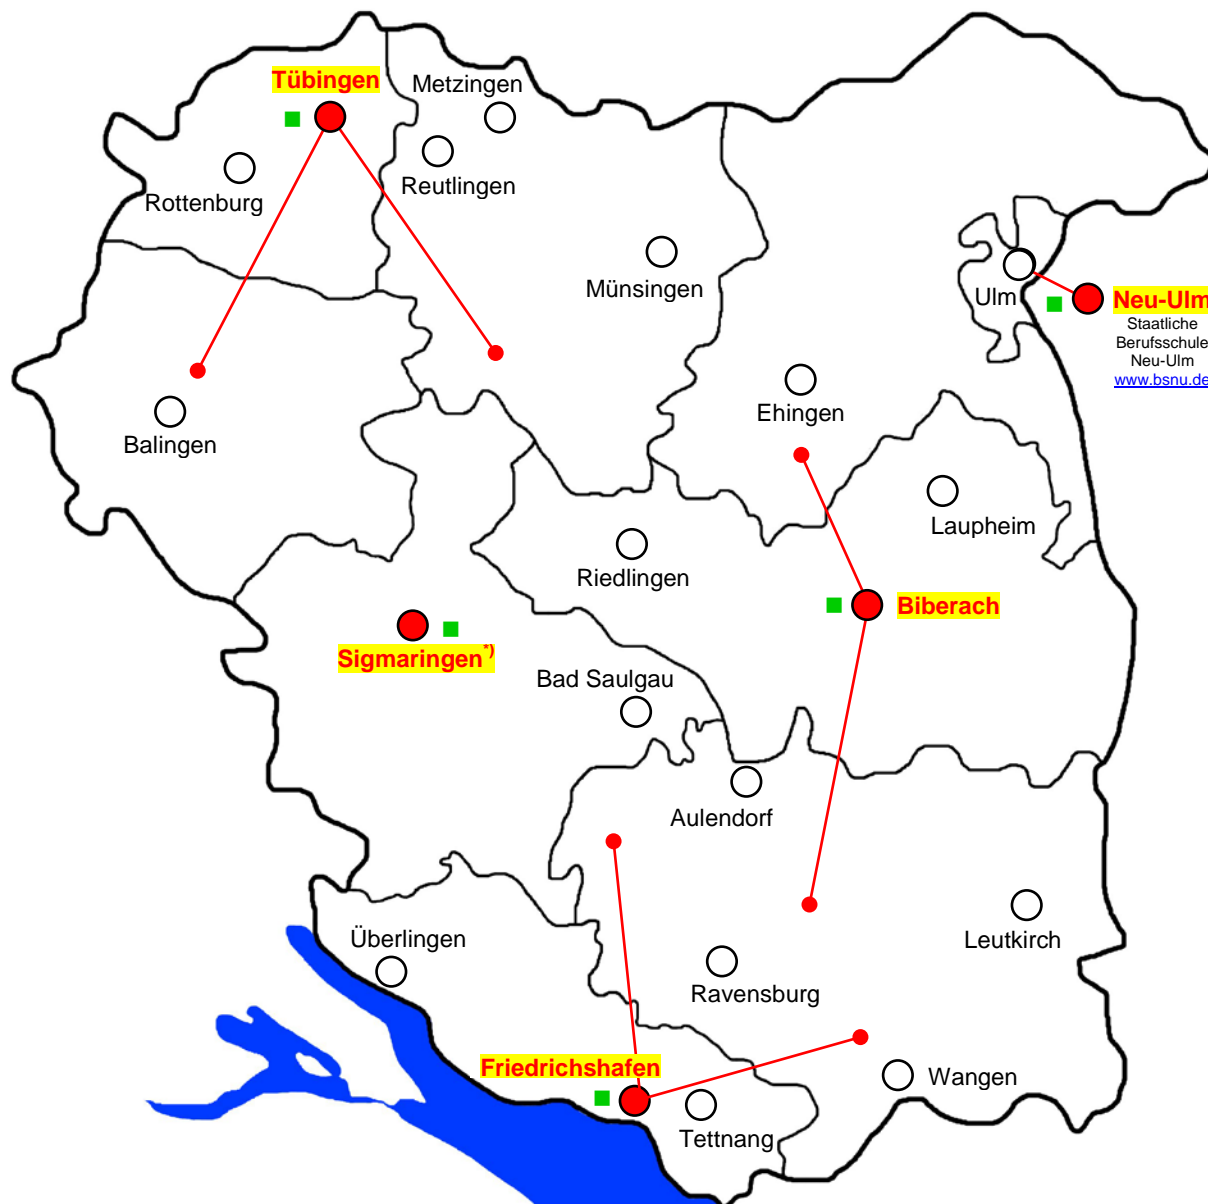 Tübingen
Metzingen
Reutlingen
Rottenburg
Münsingen
Ulm
Neu-Ulm
Staatliche
Berufsschule
Neu-Ulm
www.bsnu.de
Ehingen
Balingen
Laupheim
Riedlingen
Biberach
Sigmaringen*)
Bad Saulgau
Aulendorf
Überlingen
Leutkirch
Ravensburg
Friedrichshafen
Wangen
Tettnang